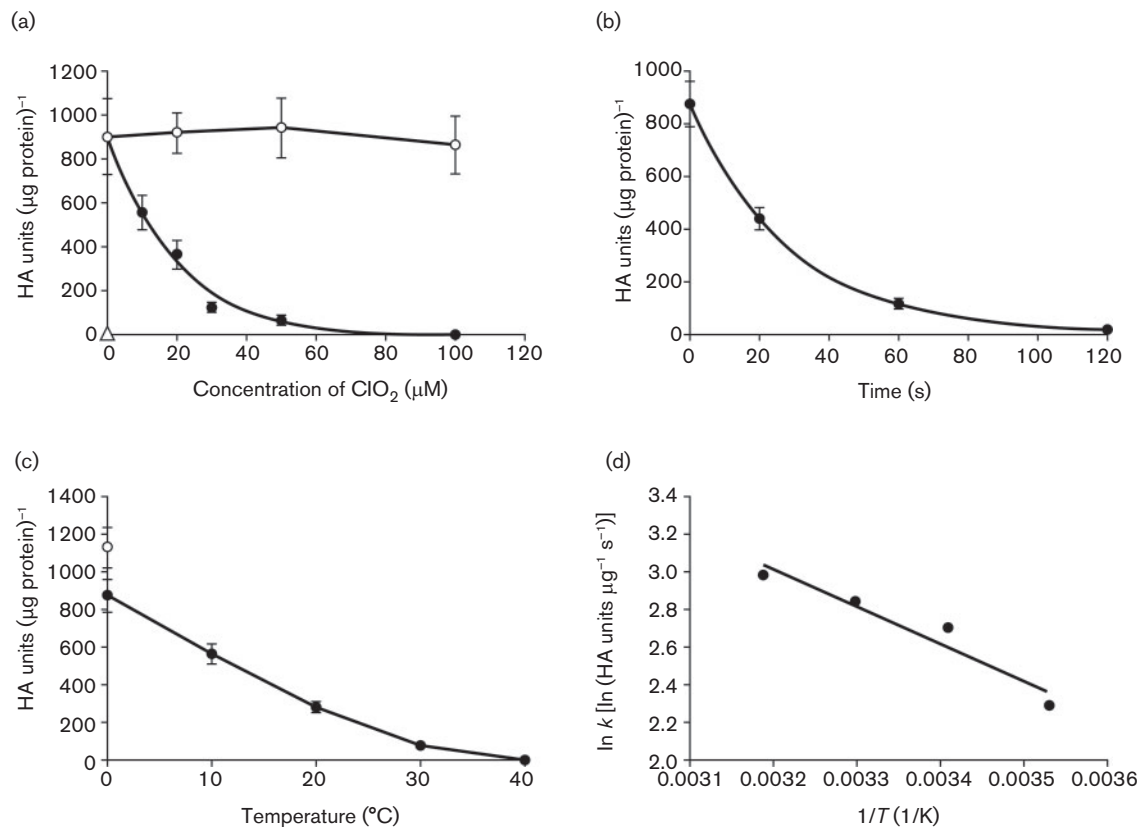 (a)
HA units (µg protein)⁻¹
1200
1000
800
600
400
200
0
0 20 40 60 80 100 120
Concentration of ClO₂ (µM)
(b)
HA units (µg protein)⁻¹
1000
800
600
400
200
0
0 20 40 60 80 100 120
Time (s)
(c)
HA units (µg protein)⁻¹
1400
1200
1000
800
600
400
200
0
0 10 20 30 40
Temperature (°C)
(d)
ln k [ln (HA units µg⁻¹ s⁻¹)]
3.4
3.2
3.0
2.8
2.6
2.4
2.2
2.0
0.0031 0.0032 0.0033 0.0034 0.0035 0.0036
1/T (1/K)